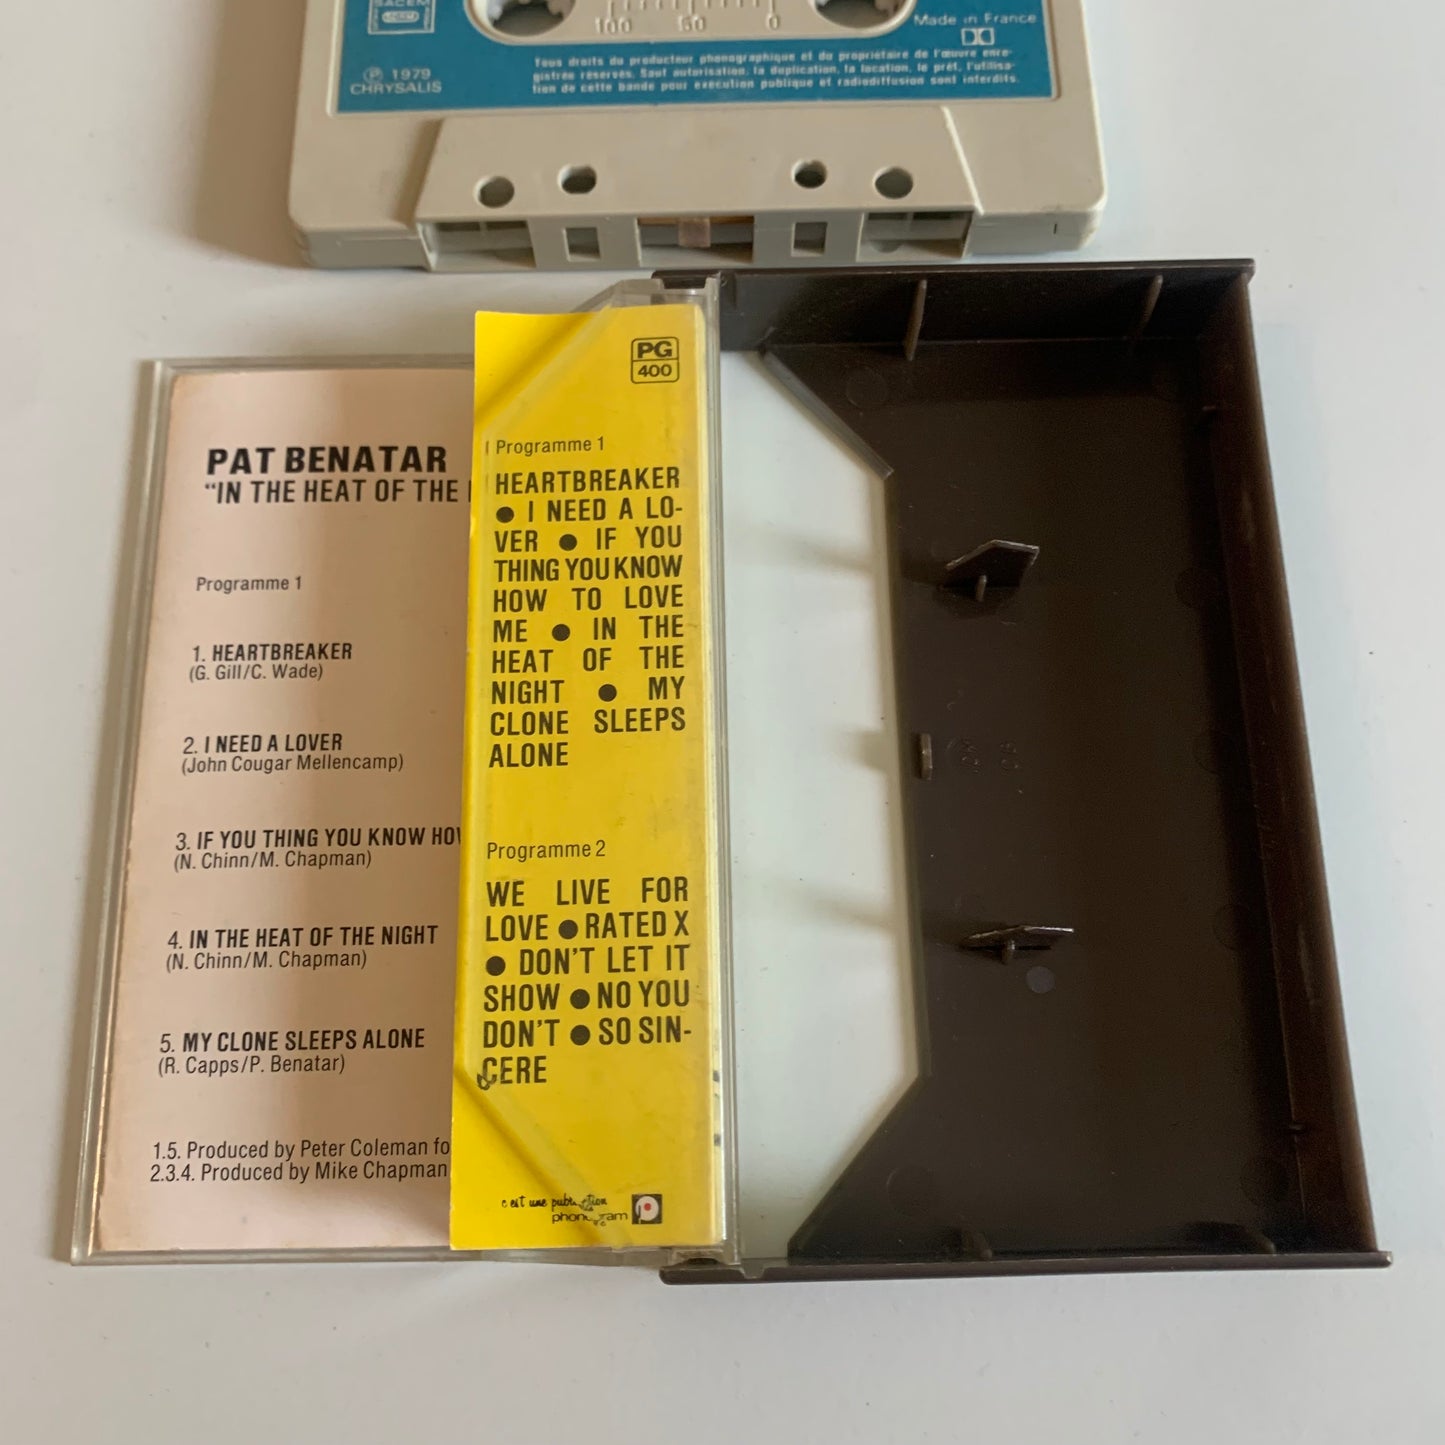 SACEM
100 50 0
Made in France
℗ 1979
CHRYSALIS
Tous droits du producteur phonographique et du propriétaire de l'œuvre enre-
gistrée réservés. Sauf autorisation, la duplication, la location, le prêt, l'utilisa-
tion de cette bande pour exécution publique et radiodiffusion sont interdits.
PAT BENATAR
"IN THE HEAT OF THE
Programme 1
1. HEARTBREAKER
(G. Gill/C. Wade)
2. I NEED A LOVER
(John Cougar Mellencamp)
3. IF YOU THING YOU KNOW HOW
(N. Chinn/M. Chapman)
4. IN THE HEAT OF THE NIGHT
(N. Chinn/M. Chapman)
5. MY CLONE SLEEPS ALONE
(R. Capps/P. Benatar)
1.5. Produced by Peter Coleman fo
2.3.4. Produced by Mike Chapman
PG
400
Programme 1
HEARTBREAKER
● I NEED A LO-
VER ● IF YOU
THING YOU KNOW
HOW TO LOVE
ME ● IN THE
HEAT OF THE
NIGHT ● MY
CLONE SLEEPS
ALONE
Programme 2
WE LIVE FOR
LOVE ● RATED X
● DON'T LET IT
SHOW ● NO YOU
DON'T ● SO SIN-
CERE
c'est une publication
phonogram